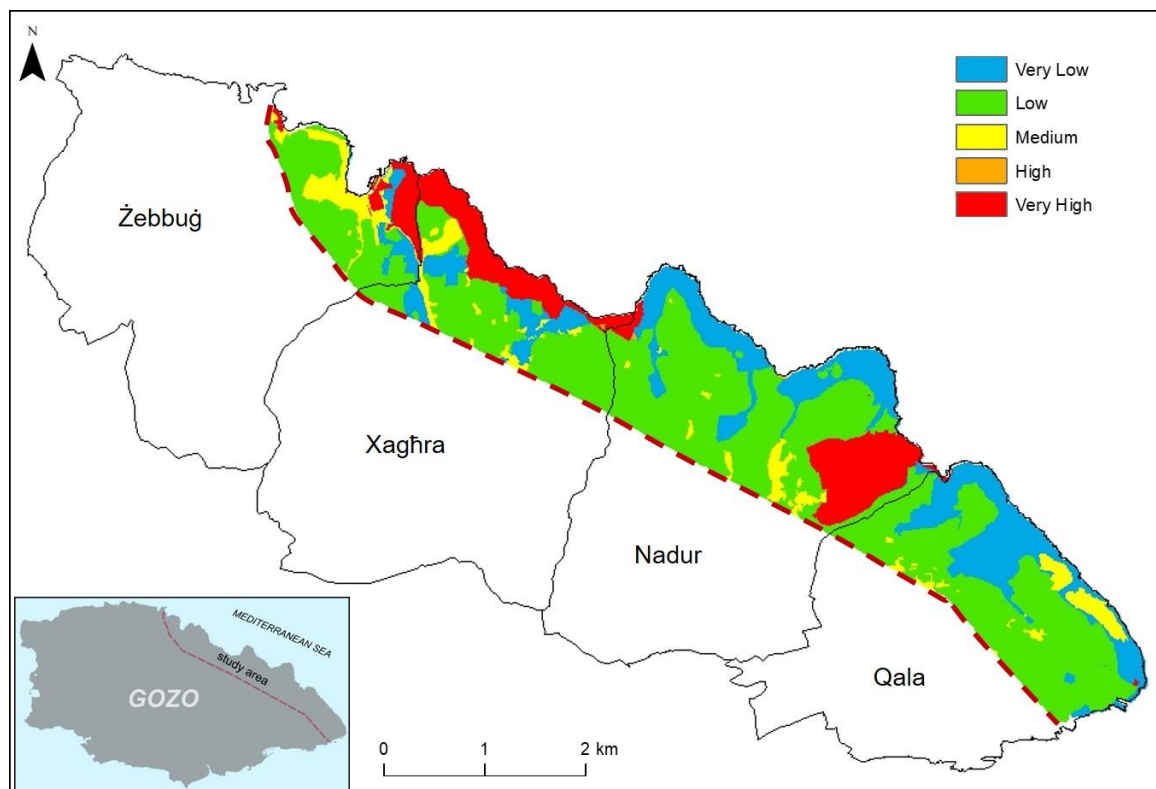 N
Very Low
Low
Medium
High
Very High
Żebbuġ
Xagħra
Nadur
Qala
MEDITERRANEAN SEA
study area
GOZO
0 1 2 km